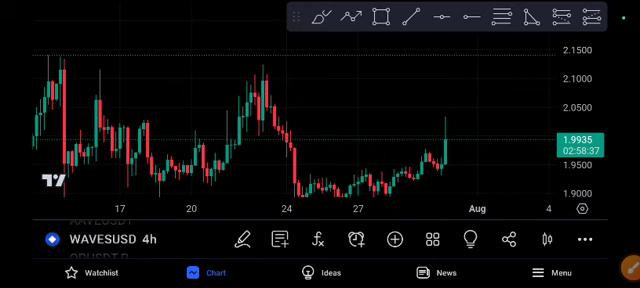 2.1500
2.1000
2.0500
1.9935
02:58:37
1.9500
1.9000
17 20 24 27 Aug 4
WAVESUSD 4h
Watchlist Chart Ideas News Menu